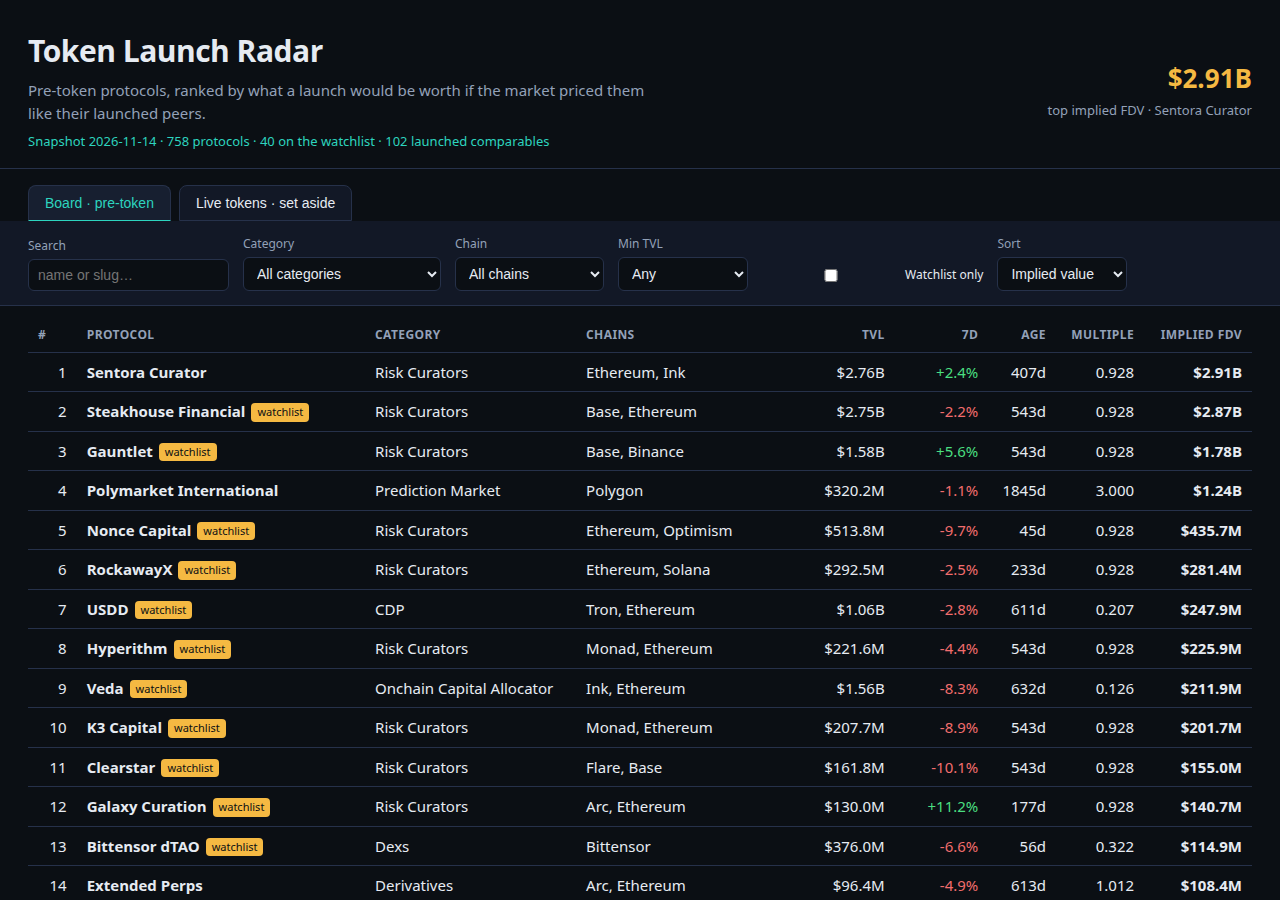 Token Launch Radar
Pre-token protocols, ranked by what a launch would be worth if the market priced them
like their launched peers.
Snapshot 2026-11-14 · 758 protocols · 40 on the watchlist · 102 launched comparables
$2.91B
top implied FDV · Sentora Curator
Board · pre-token
Live tokens · set aside
Search
name or slug…
Category
All categories
Chain
All chains
Min TVL
Any
Watchlist only
Sort
Implied value
# PROTOCOL CATEGORY CHAINS TVL 7D AGE MULTIPLE IMPLIED FDV
1 Sentora Curator Risk Curators Ethereum, Ink $2.76B +2.4% 407d 0.928 $2.91B
2 Steakhouse Financial watchlist Risk Curators Base, Ethereum $2.75B -2.2% 543d 0.928 $2.87B
3 Gauntlet watchlist Risk Curators Base, Binance $1.58B +5.6% 543d 0.928 $1.78B
4 Polymarket International Prediction Market Polygon $320.2M -1.1% 1845d 3.000 $1.24B
5 Nonce Capital watchlist Risk Curators Ethereum, Optimism $513.8M -9.7% 45d 0.928 $435.7M
6 RockawayX watchlist Risk Curators Ethereum, Solana $292.5M -2.5% 233d 0.928 $281.4M
7 USDD watchlist CDP Tron, Ethereum $1.06B -2.8% 611d 0.207 $247.9M
8 Hyperithm watchlist Risk Curators Monad, Ethereum $221.6M -4.4% 543d 0.928 $225.9M
9 Veda watchlist Onchain Capital Allocator Ink, Ethereum $1.56B -8.3% 632d 0.126 $211.9M
10 K3 Capital watchlist Risk Curators Monad, Ethereum $207.7M -8.9% 543d 0.928 $201.7M
11 Clearstar watchlist Risk Curators Flare, Base $161.8M -10.1% 543d 0.928 $155.0M
12 Galaxy Curation watchlist Risk Curators Arc, Ethereum $130.0M +11.2% 177d 0.928 $140.7M
13 Bittensor dTAO watchlist Dexs Bittensor $376.0M -6.6% 56d 0.322 $114.9M
14 Extended Perps Derivatives Arc, Ethereum $96.4M -4.9% 613d 1.012 $108.4M